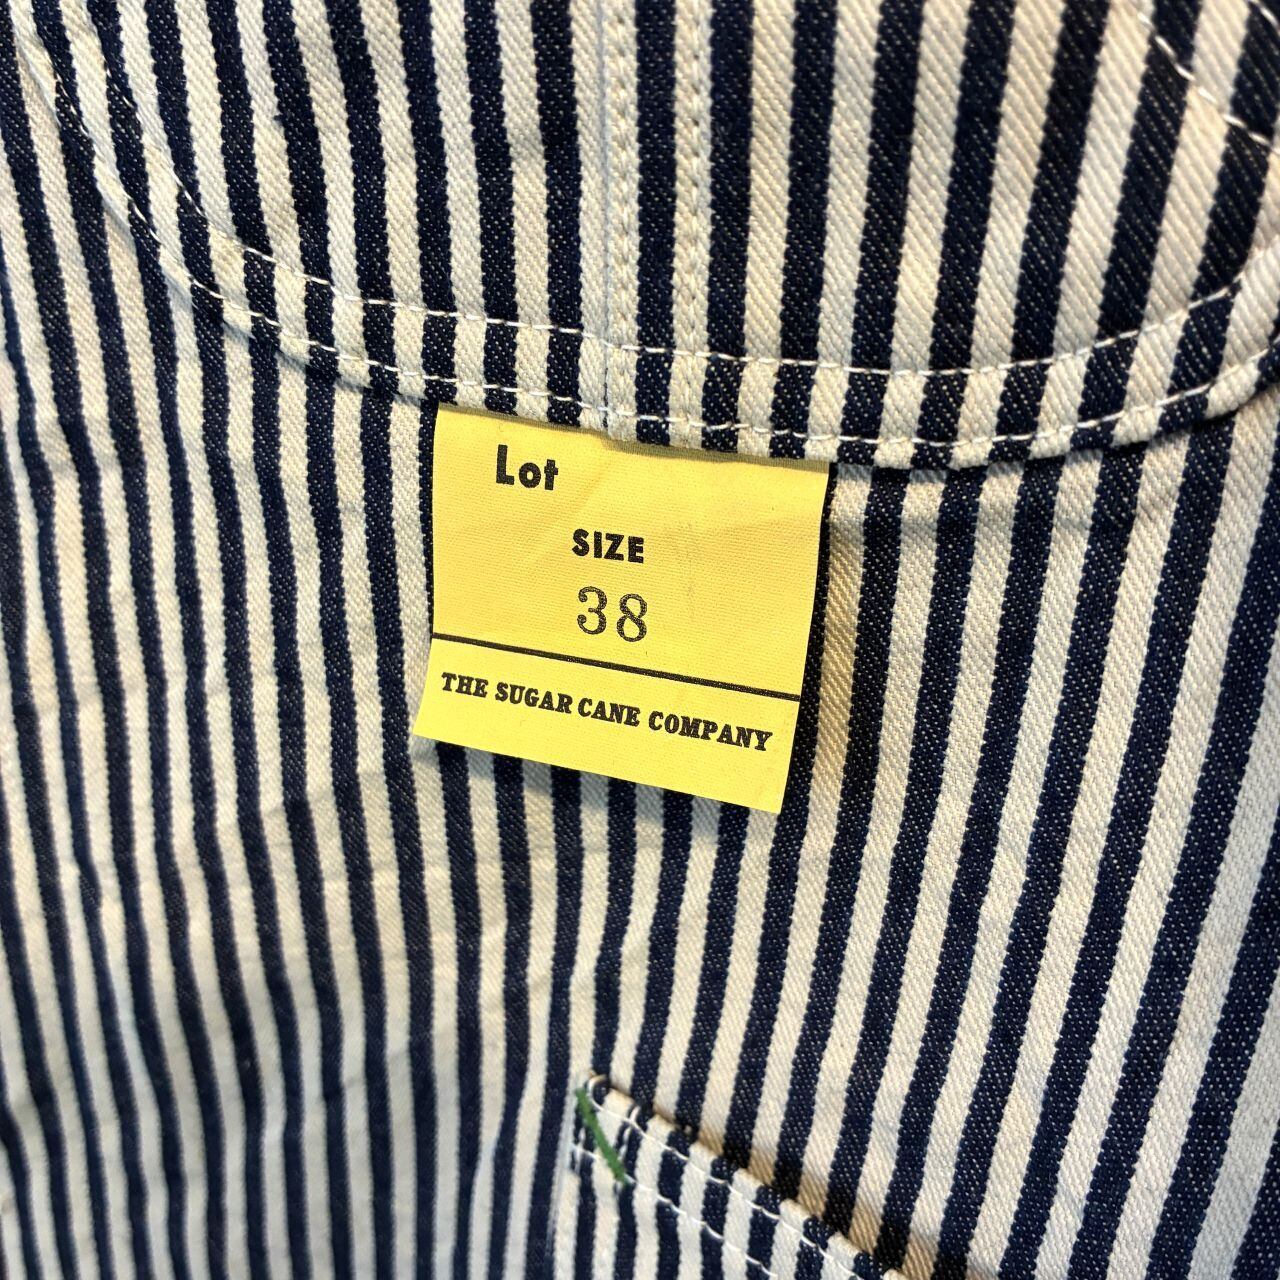 Lot
SIZE
38
THE SUGAR CANE COMPANY